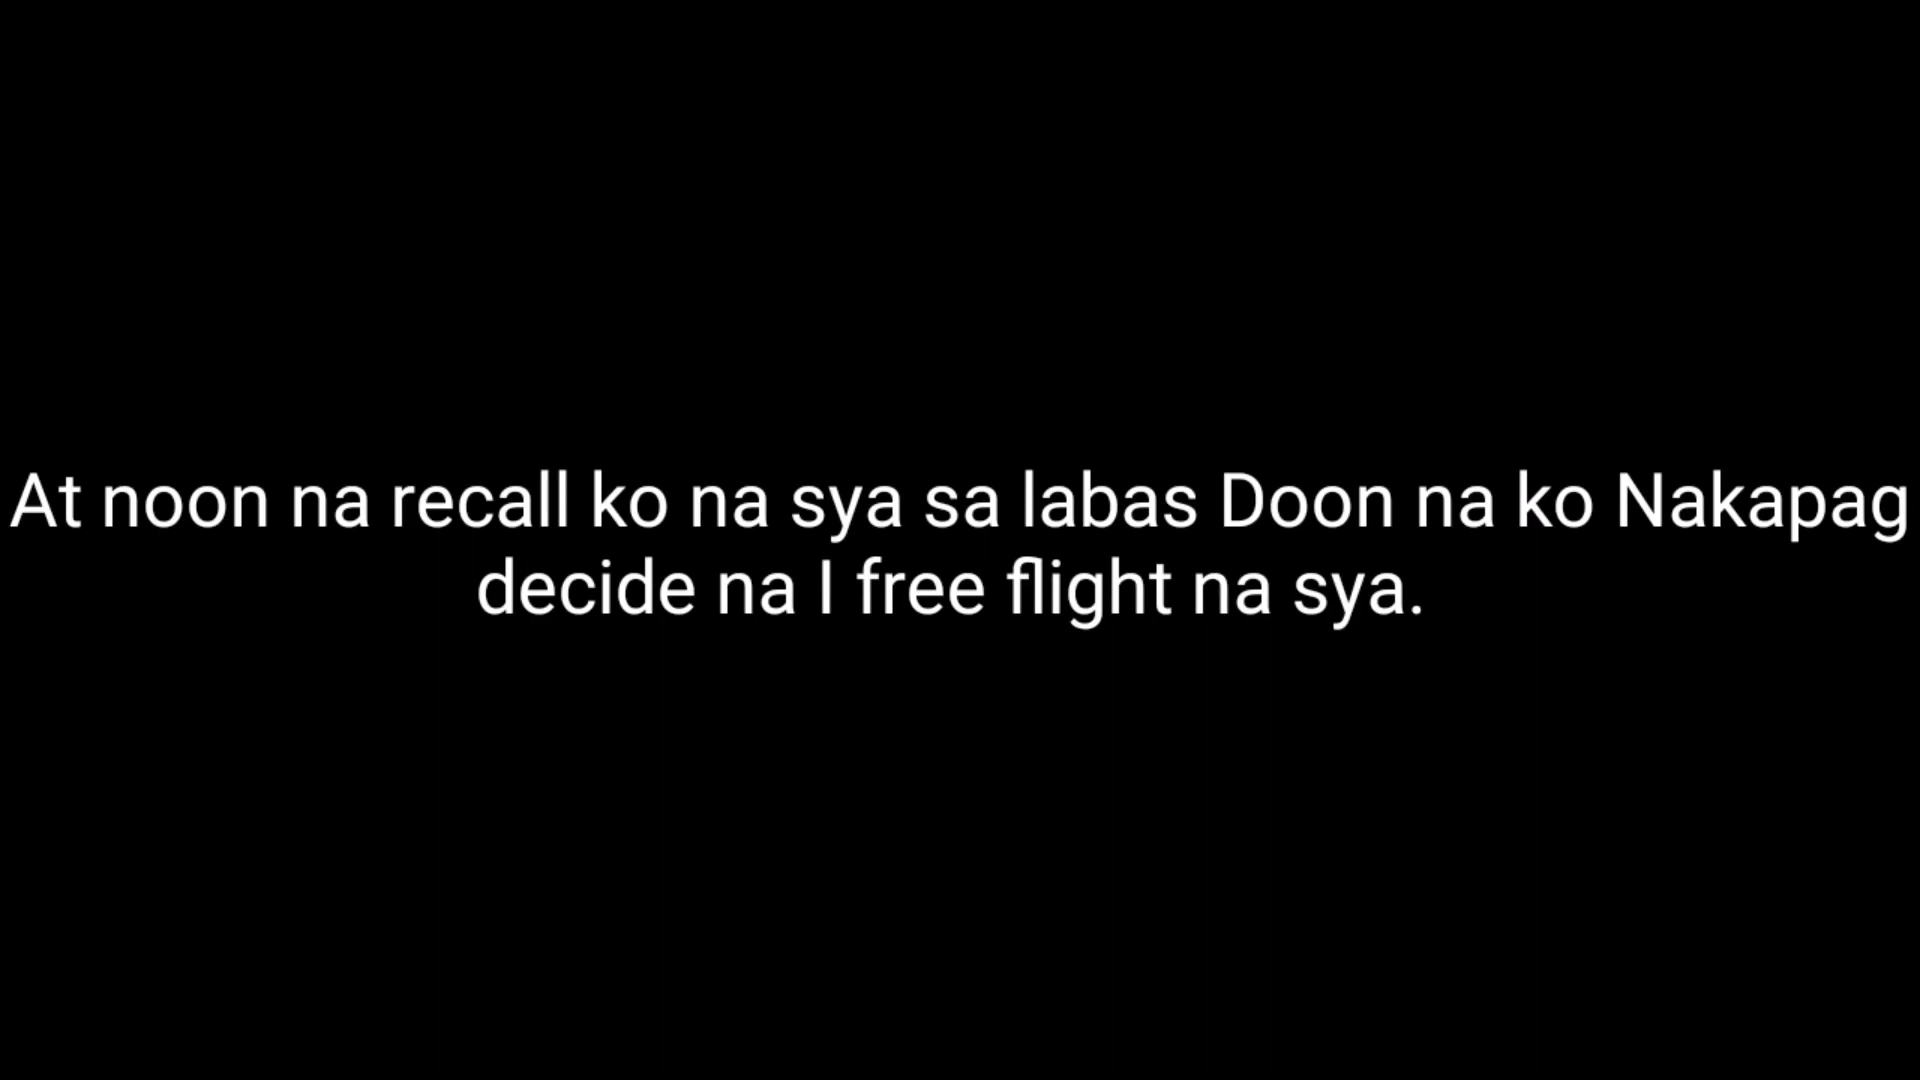 At noon na recall ko na sya sa labas Doon na ko Nakapag
decide na I free flight na sya.